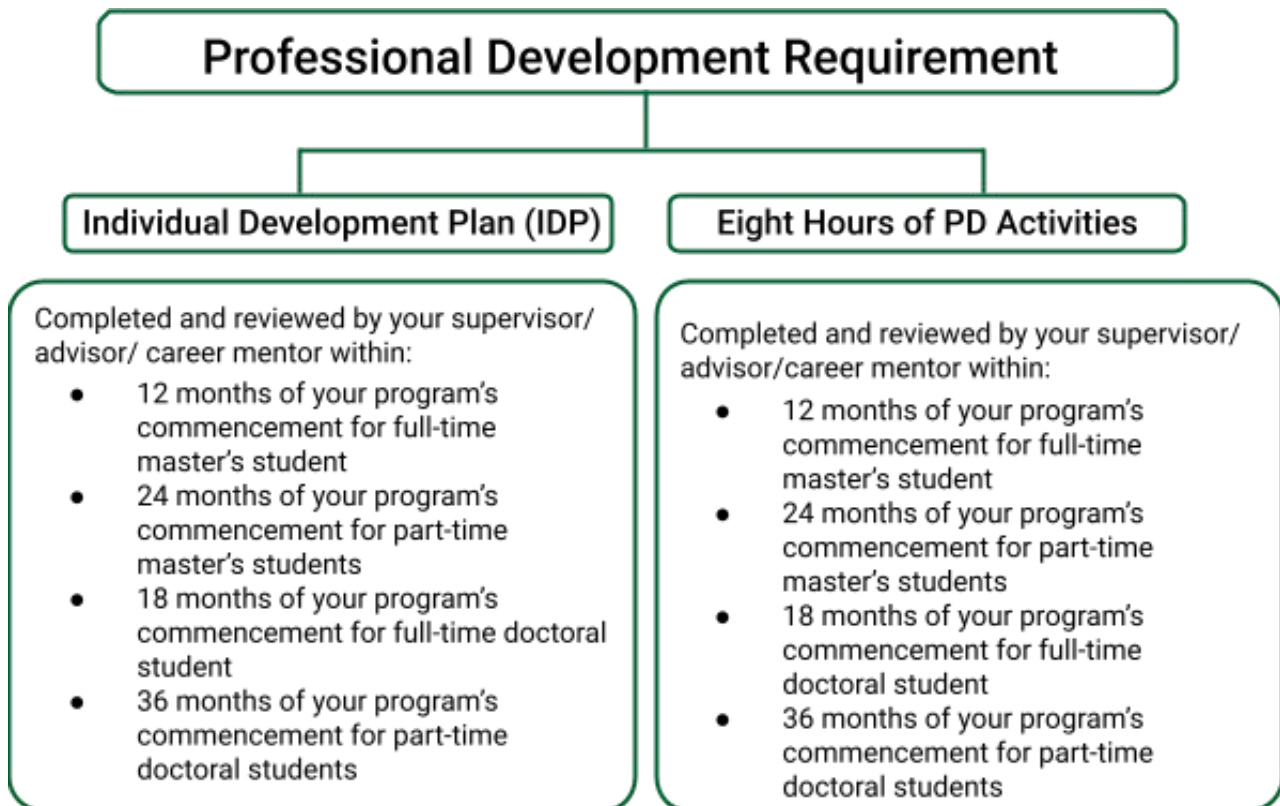 Professional Development Requirement
Individual Development Plan (IDP)
Completed and reviewed by your supervisor/
advisor/ career mentor within:
● 12 months of your program’s
commencement for full-time
master’s student
● 24 months of your program’s
commencement for part-time
master’s students
● 18 months of your program’s
commencement for full-time doctoral
student
● 36 months of your program’s
commencement for part-time
doctoral students
Eight Hours of PD Activities
Completed and reviewed by your supervisor/
advisor/career mentor within:
● 12 months of your program’s
commencement for full-time
master’s student
● 24 months of your program’s
commencement for part-time
master’s students
● 18 months of your program’s
commencement for full-time
doctoral student
● 36 months of your program’s
commencement for part-time
doctoral students